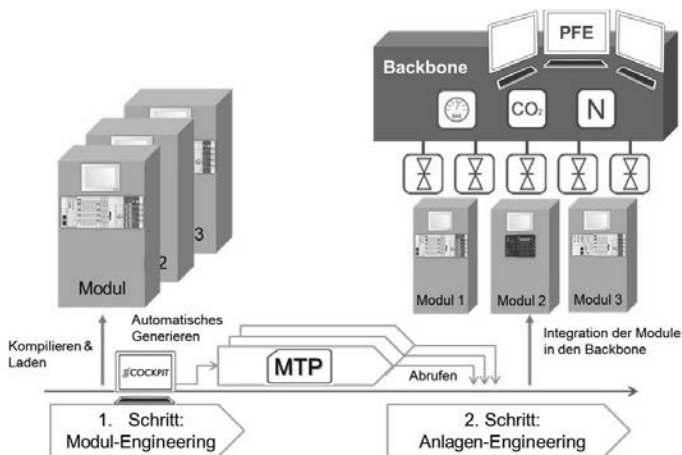 PFE
Backbone
BAR
CO₂
N
3
2
Modul
Modul 1
Modul 2
Modul 3
Automatisches
Generieren
Kompilieren &
Laden
COCKPIT
MTP
Abrufen
Integration der Module
in den Backbone
1. Schritt:
Modul-Engineering
2. Schritt:
Anlagen-Engineering